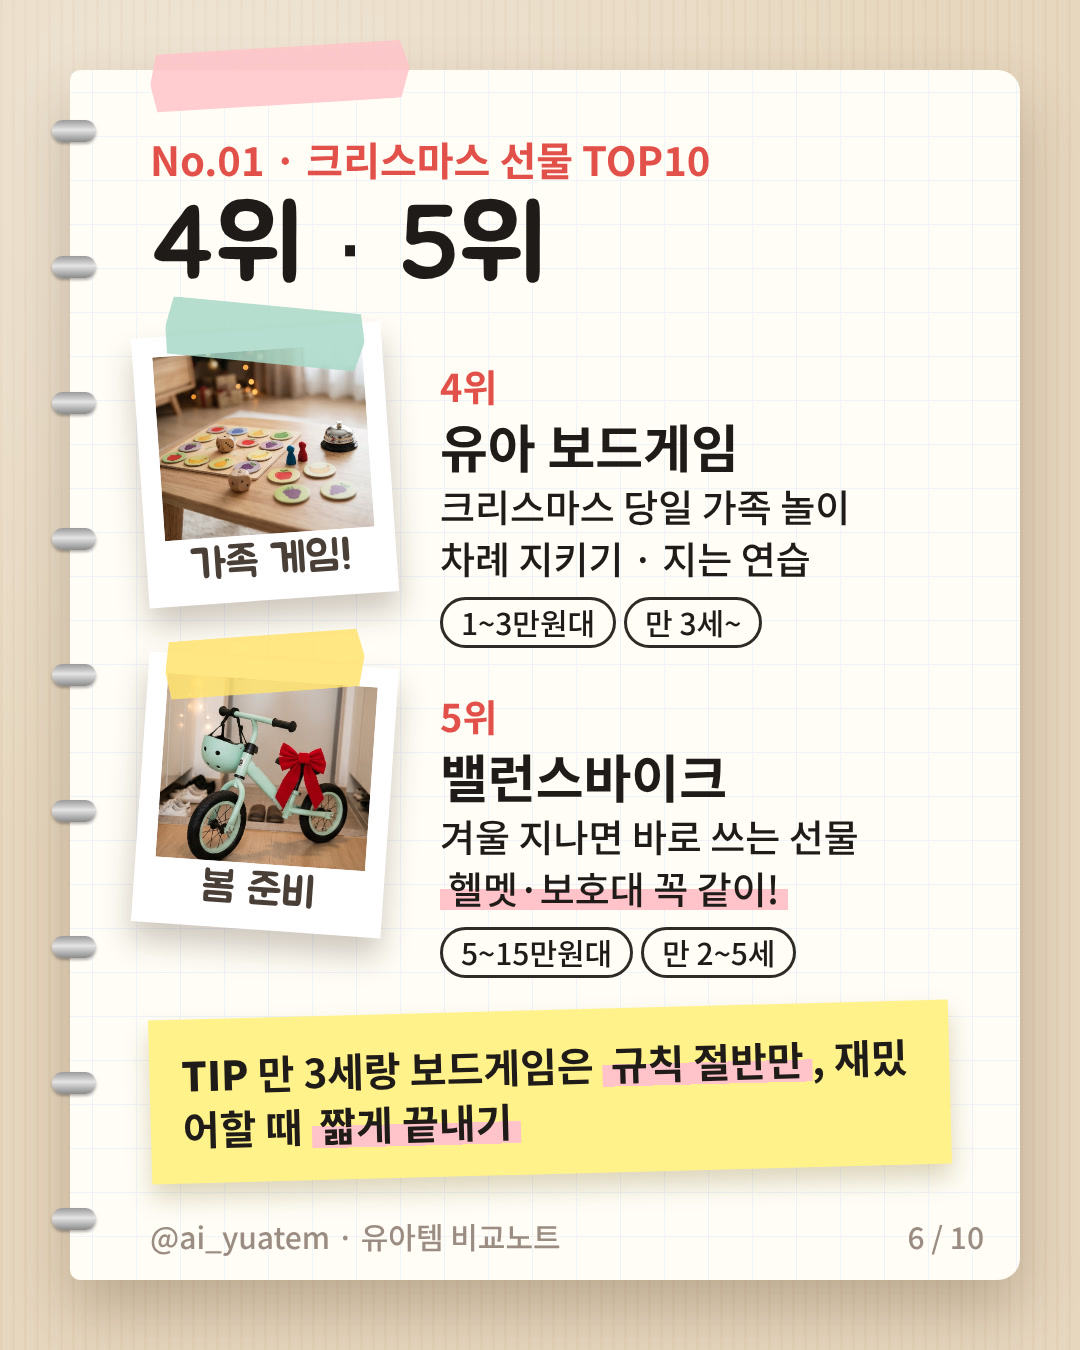 No.01 · 크리스마스 선물 TOP10
4위 · 5위
가족 게임!
4위
유아 보드게임
크리스마스 당일 가족 놀이
차례 지키기 · 지는 연습
1~3만원대
만 3세~
봄 준비
5위
밸런스바이크
겨울 지나면 바로 쓰는 선물
헬멧·보호대 꼭 같이!
5~15만원대
만 2~5세
TIP 만 3세랑 보드게임은 규칙 절반만, 재밌
어할 때 짧게 끝내기
@ai_yuatem · 유아템 비교노트
6 / 10